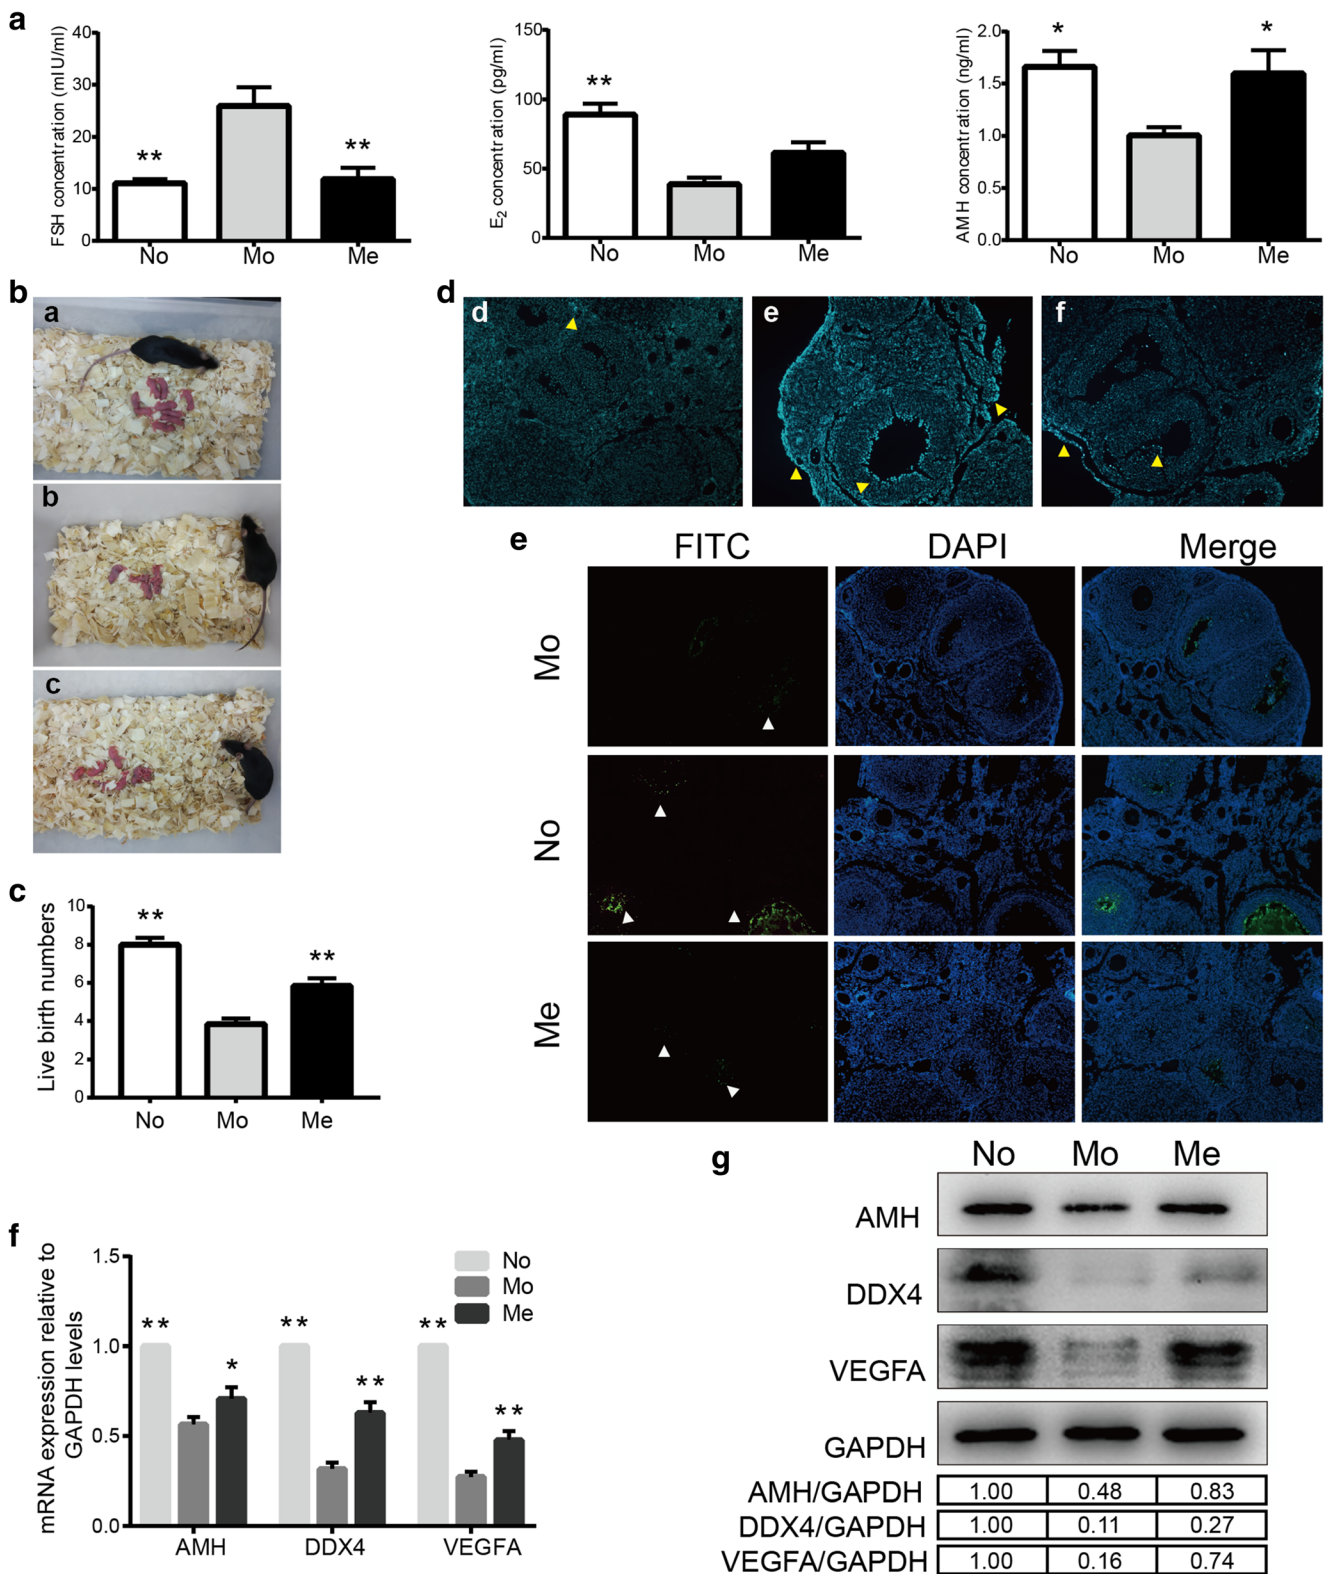 a
FSH concentration (mIU/ml)
40
30
20
10
0
**
**
No Mo Me
E2 concentration (pg/ml)
150
100
50
0
**
No Mo Me
AMH concentration (ng/ml)
2.0
1.5
1.0
0.5
0.0
*
*
No Mo Me
b
a
b
c
d
d
e
f
e
FITC DAPI Merge
Mo
No
Me
c
Live birth numbers
10
8
6
4
2
0
**
**
No Mo Me
f
mRNA expression relative to
GAPDH levels
1.5
1.0
0.5
0.0
No
Mo
Me
**
*
**
**
**
**
AMH DDX4 VEGFA
g
No Mo Me
AMH
DDX4
VEGFA
GAPDH
AMH/GAPDH 1.00 0.48 0.83
DDX4/GAPDH 1.00 0.11 0.27
VEGFA/GAPDH 1.00 0.16 0.74